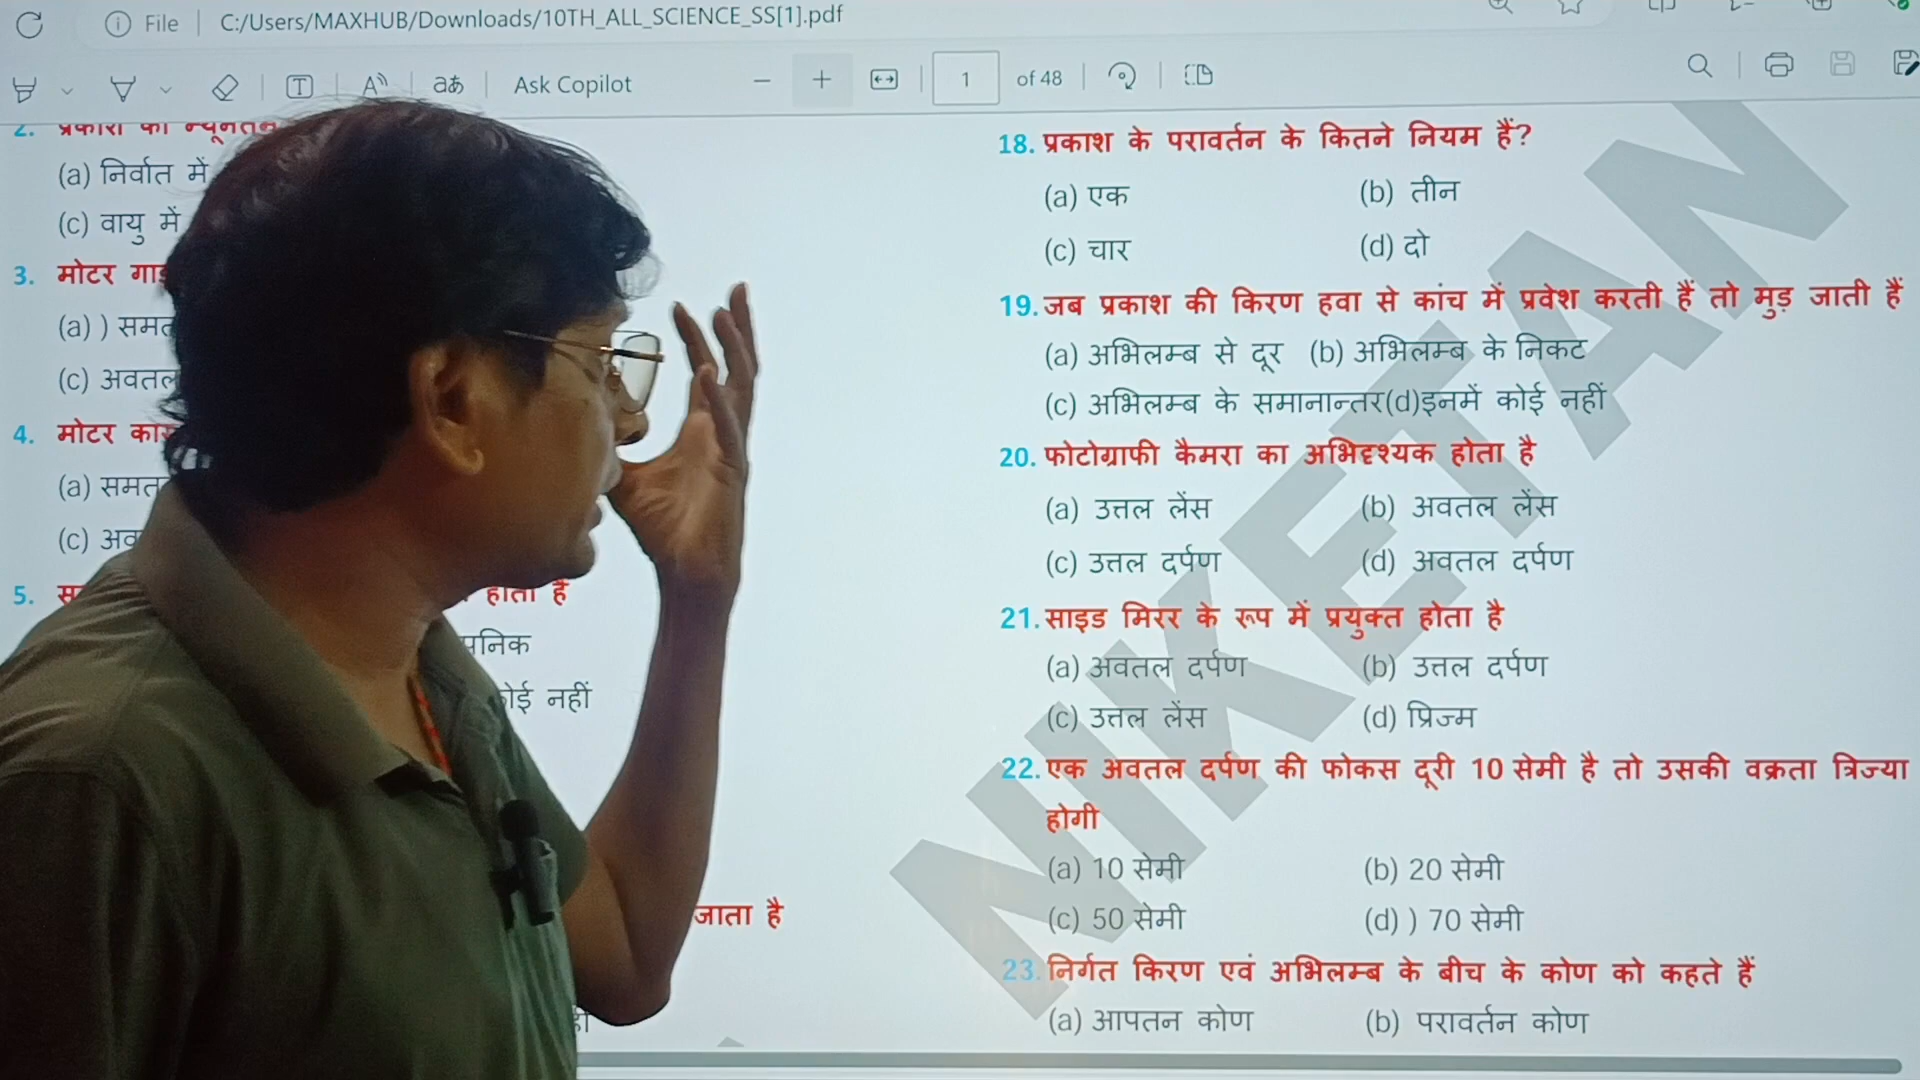 File C:/Users/MAXHUB/Downloads/10TH_ALL_SCIENCE_SS[1].pdf
Ask Copilot 1 of 48
2. प्रकाश का
(a) निर्वात में
(c) वायु में
3. मोटर
(a) )
(c) अवतल
4. मोटर
(a)
(c)
5. होता है
कोई नहीं
जाता है
18. प्रकाश के परावर्तन के कितने नियम हैं?
(a) एक (b) तीन
(c) चार (d) दो
19. जब प्रकाश की किरण हवा से कांच में प्रवेश करती हैं तो मुड़ जाती हैं
(a) अभिलम्ब से दूर (b) अभिलम्ब के निकट
(c) अभिलम्ब के समानान्तर(d)इनमें कोई नहीं
20. फोटोग्राफी कैमरा का अभिदृश्यक होता है
(a) उत्तल लेंस (b) अवतल लेंस
(c) उत्तल दर्पण (d) अवतल दर्पण
21. साइड मिरर के रूप में प्रयुक्त होता है
(a) अवतल दर्पण (b) उत्तल दर्पण
(c) उत्तल लेंस (d) प्रिज्म
22. एक अवतल दर्पण की फोकस दूरी 10 सेमी है तो उसकी वक्रता त्रिज्या
होगी
(a) 10 सेमी (b) 20 सेमी
(c) 50 सेमी (d) ) 70 सेमी
23. निर्गत किरण एवं अभिलम्ब के बीच के कोण को कहते हैं
(a) आपतन कोण (b) परावर्तन कोण
NIKETAN